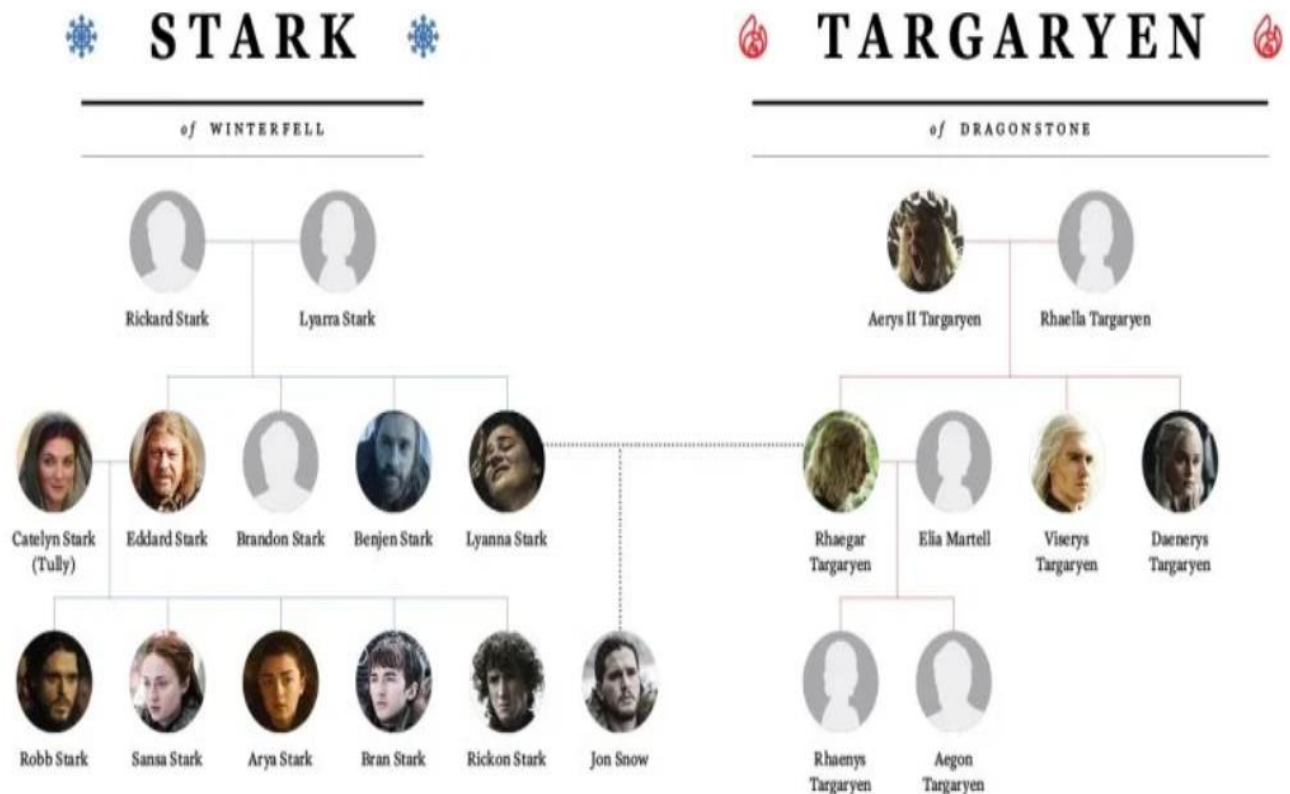 STARK
of WINTERFELL
TARGARYEN
of DRAGONSTONE
Rickard Stark
Lyarra Stark
Aerys II Targaryen
Rhaella Targaryen
Catelyn Stark
(Tully)
Eddard Stark
Brandon Stark
Benjen Stark
Lyanna Stark
Rhaegar
Targaryen
Elia Martell
Viserys
Targaryen
Daenerys
Targaryen
Robb Stark
Sansa Stark
Arya Stark
Bran Stark
Rickon Stark
Jon Snow
Rhaenys
Targaryen
Aegon
Targaryen